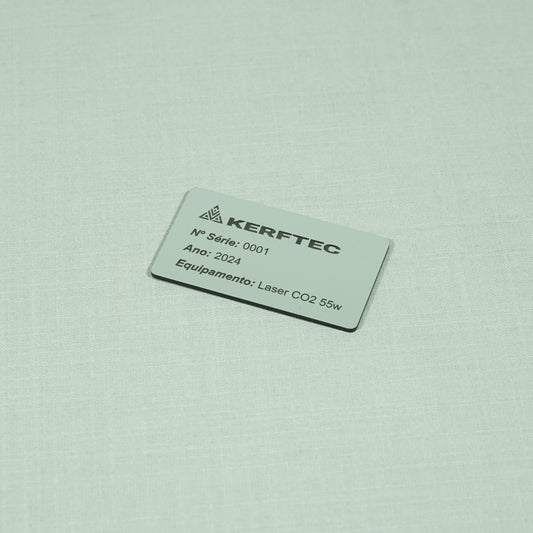 KERFTEC
Nº Série: 0001
Ano: 2024
Equipamento: Laser CO2 55w